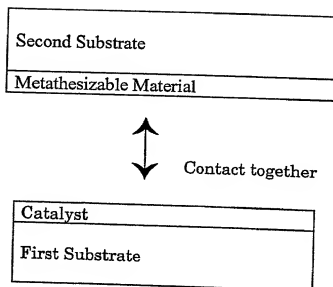 Second Substrate
Metathesizable Material
Contact together
Catalyst
First Substrate